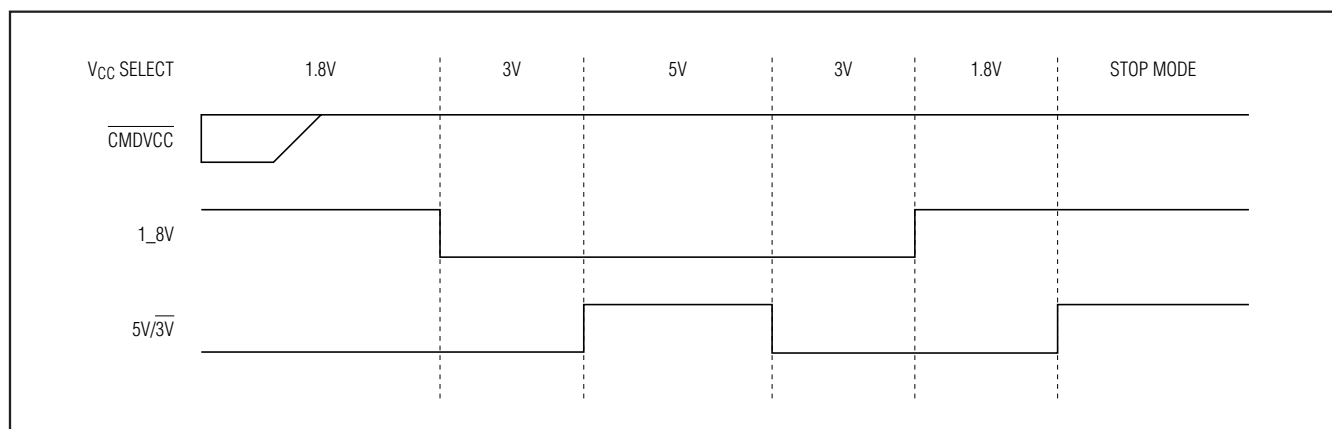 VCC SELECT 1.8V 3V 5V 3V 1.8V STOP MODE
CMDVCC
1_8V
5V/3V